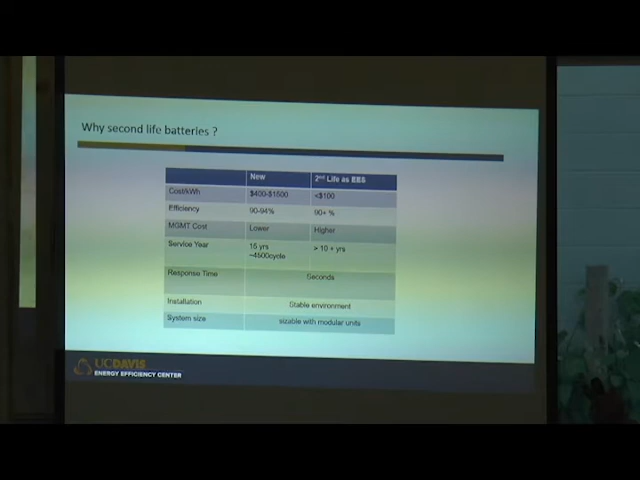 Why second life batteries ?
New 2nd Life as EES
Cost/kWh $400-$1500 <$100
Efficiency 90-94% 90+ %
MGMT Cost Lower Higher
Service Year 15 yrs > 10 + yrs
~4500cycle
Response Time Seconds
Installation Stable environment
System size sizable with modular units
UCDAVIS
ENERGY EFFICIENCY CENTER